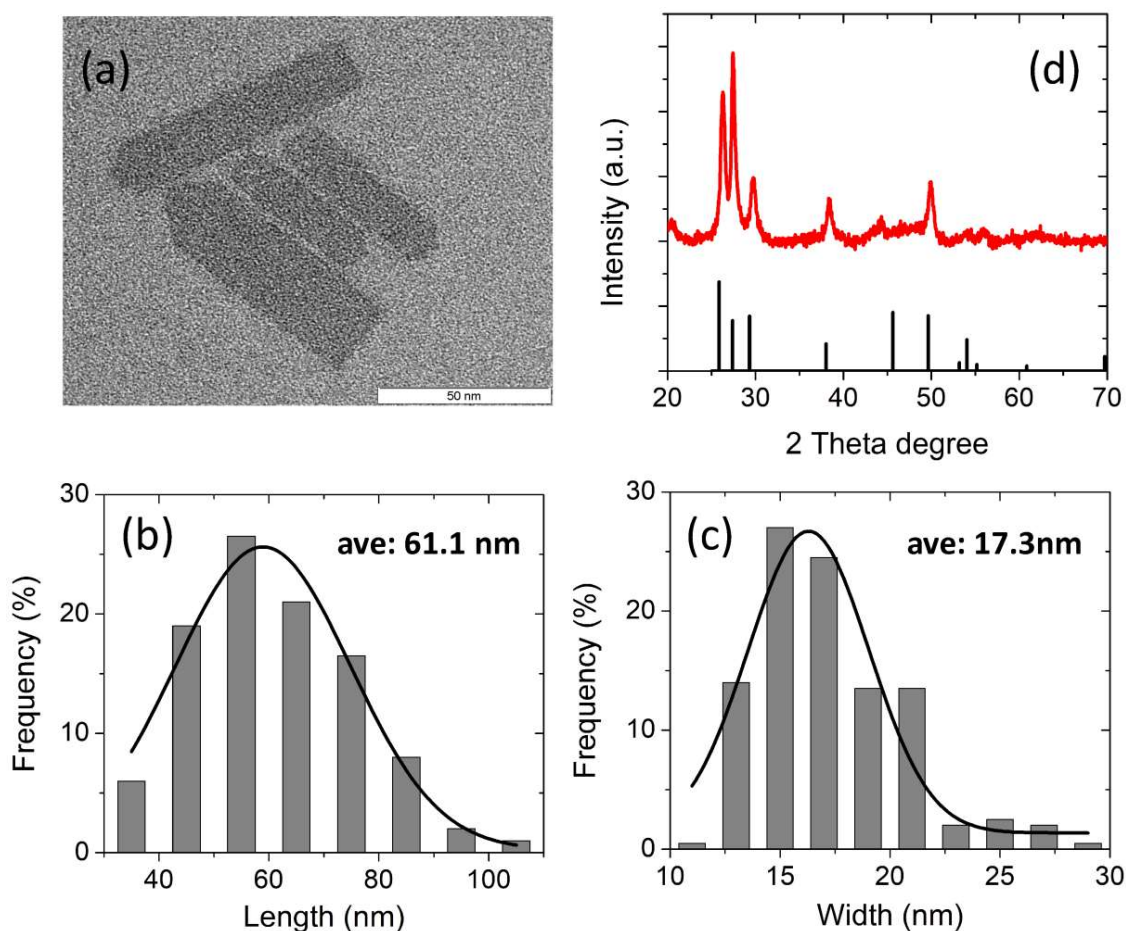 (a)
50 nm
(d)
Intensity (a.u.)
20 30 40 50 60 70
2 Theta degree
(b)
ave: 61.1 nm
Frequency (%)
30
20
10
0
40 60 80 100
Length (nm)
(c)
ave: 17.3nm
Frequency (%)
30
20
10
0
10 15 20 25 30
Width (nm)